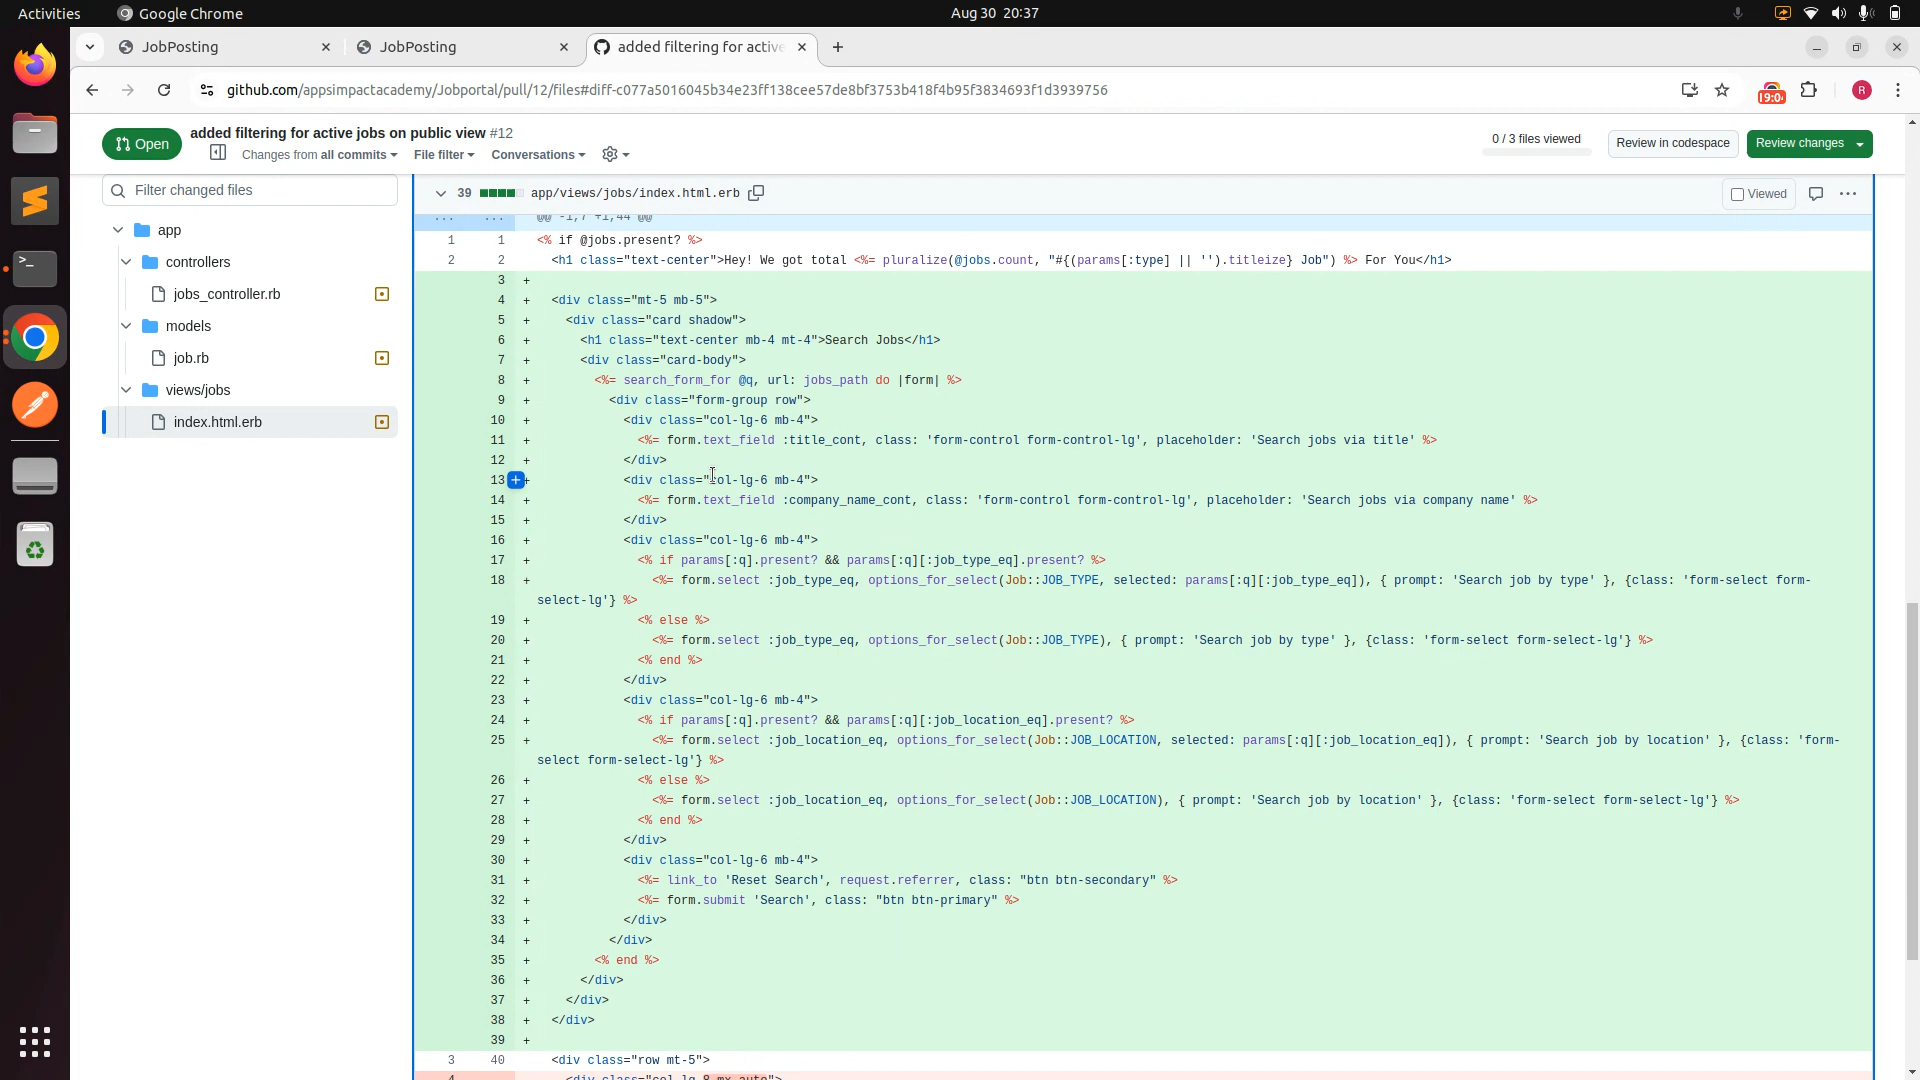 Activities
Google Chrome
Aug 30 20:37
JobPosting
JobPosting
added filtering for active
github.com/appsimpactacademy/Jobportal/pull/12/files#diff-c077a5016045b34e23ff138cee57de8bf3753b418f4b95f3834693f1d3939756
19:04
R
Open
added filtering for active jobs on public view #12
Changes from all commits
File filter
Conversations
0 / 3 files viewed
Review in codespace
Review changes
Filter changed files
app
controllers
jobs_controller.rb
models
job.rb
views/jobs
index.html.erb
39 app/views/jobs/index.html.erb
Viewed
... ... @@ -1,7 +1,44 @@
1 1 <% if @jobs.present? %>
2 2 <h1 class="text-center">Hey! We got total <%= pluralize(@jobs.count, "#{(params[:type] || '').titleize} Job") %> For You</h1>
3 +
4 + <div class="mt-5 mb-5">
5 + <div class="card shadow">
6 + <h1 class="text-center mb-4 mt-4">Search Jobs</h1>
7 + <div class="card-body">
8 + <%= search_form_for @q, url: jobs_path do |form| %>
9 + <div class="form-group row">
10 + <div class="col-lg-6 mb-4">
11 + <%= form.text_field :title_cont, class: 'form-control form-control-lg', placeholder: 'Search jobs via title' %>
12 + </div>
13 + <div class="col-lg-6 mb-4">
14 + <%= form.text_field :company_name_cont, class: 'form-control form-control-lg', placeholder: 'Search jobs via company name' %>
15 + </div>
16 + <div class="col-lg-6 mb-4">
17 + <% if params[:q].present? && params[:q][:job_type_eq].present? %>
18 + <%= form.select :job_type_eq, options_for_select(Job::JOB_TYPE, selected: params[:q][:job_type_eq]), { prompt: 'Search job by type' }, {class: 'form-select form-
select-lg'} %>
19 + <% else %>
20 + <%= form.select :job_type_eq, options_for_select(Job::JOB_TYPE), { prompt: 'Search job by type' }, {class: 'form-select form-select-lg'} %>
21 + <% end %>
22 + </div>
23 + <div class="col-lg-6 mb-4">
24 + <% if params[:q].present? && params[:q][:job_location_eq].present? %>
25 + <%= form.select :job_location_eq, options_for_select(Job::JOB_LOCATION, selected: params[:q][:job_location_eq]), { prompt: 'Search job by location' }, {class: 'form-
select form-select-lg'} %>
26 + <% else %>
27 + <%= form.select :job_location_eq, options_for_select(Job::JOB_LOCATION), { prompt: 'Search job by location' }, {class: 'form-select form-select-lg'} %>
28 + <% end %>
29 + </div>
30 + <div class="col-lg-6 mb-4">
31 + <%= link_to 'Reset Search', request.referrer, class: "btn btn-secondary" %>
32 + <%= form.submit 'Search', class: "btn btn-primary" %>
33 + </div>
34 + </div>
35 + <% end %>
36 + </div>
37 + </div>
38 + </div>
39 +
3 40 <div class="row mt-5">
4 - <div class="col-lg-8 mx-auto">